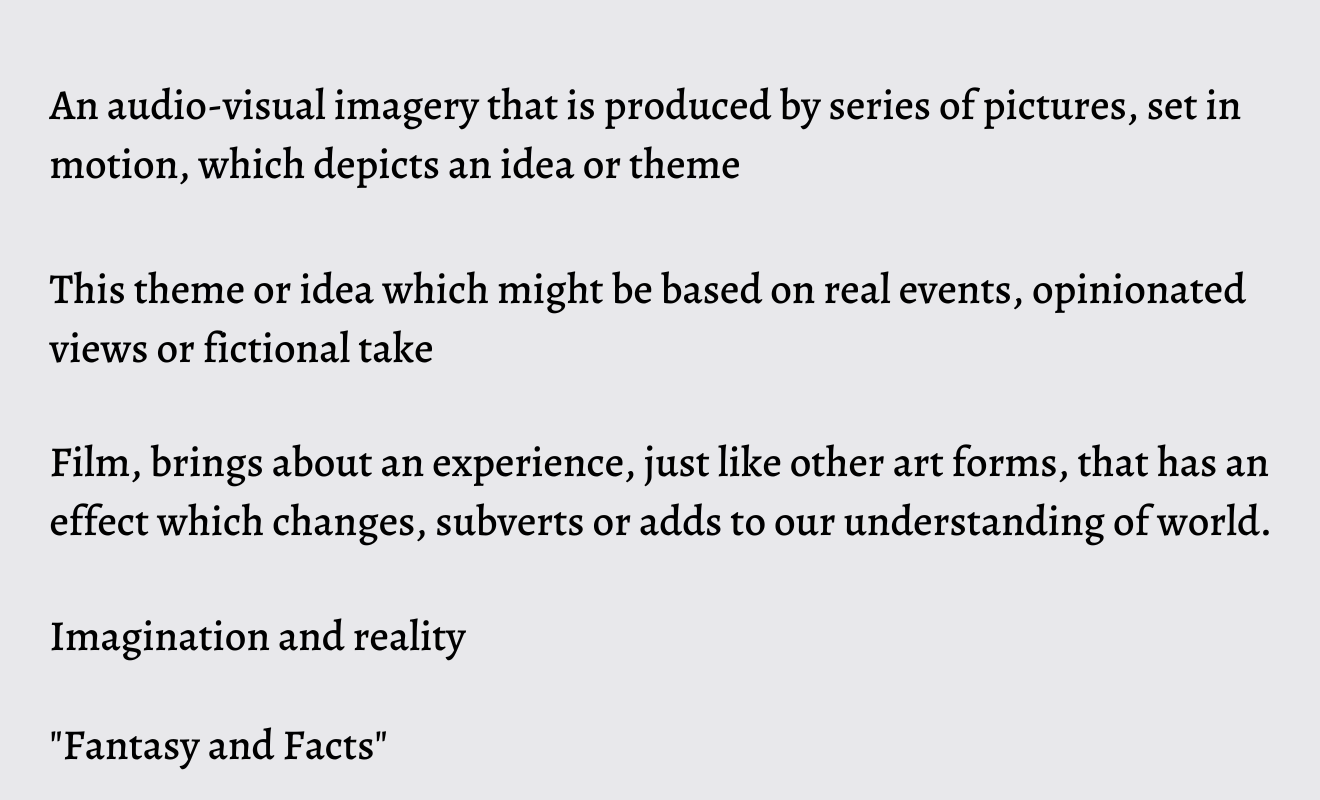 An audio-visual imagery that is produced by series of pictures, set in
motion, which depicts an idea or theme
This theme or idea which might be based on real events, opinionated
views or fictional take
Film, brings about an experience, just like other art forms, that has an
effect which changes, subverts or adds to our understanding of world.
Imagination and reality
"Fantasy and Facts"